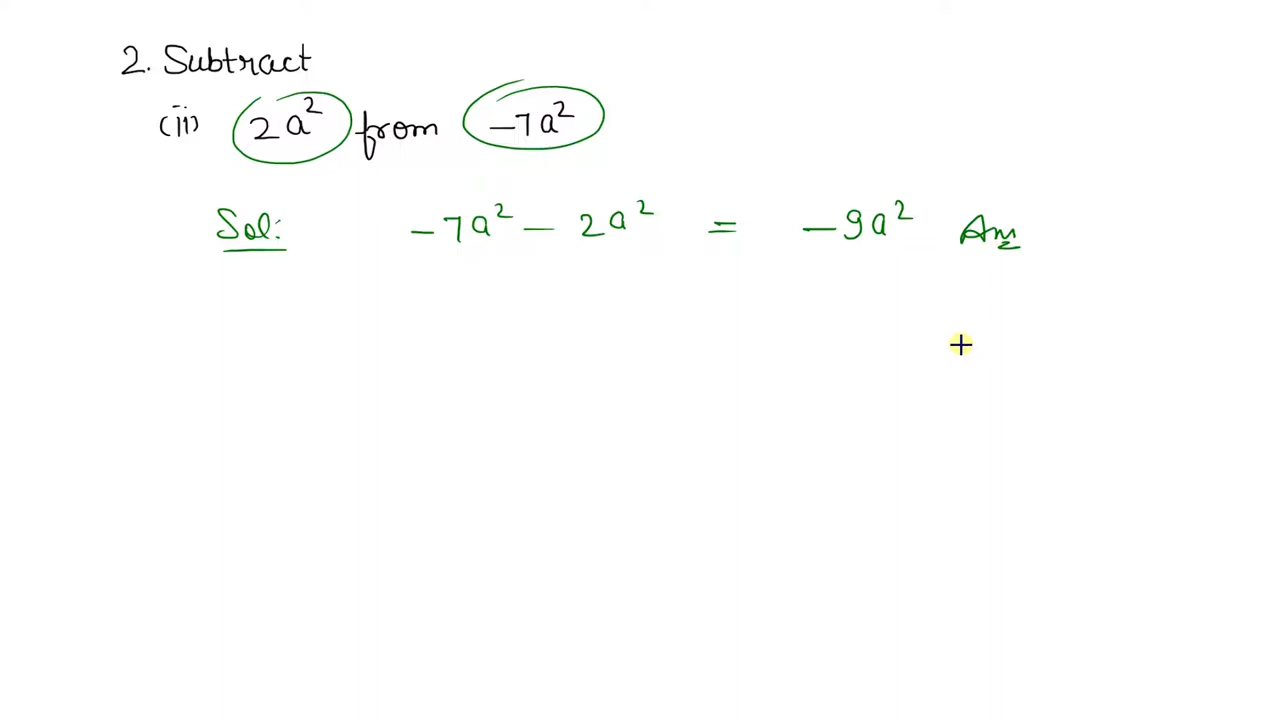 2. Subtract
(ii) 2a² from -7a²
Sol: -7a² - 2a² = -9a² Ans